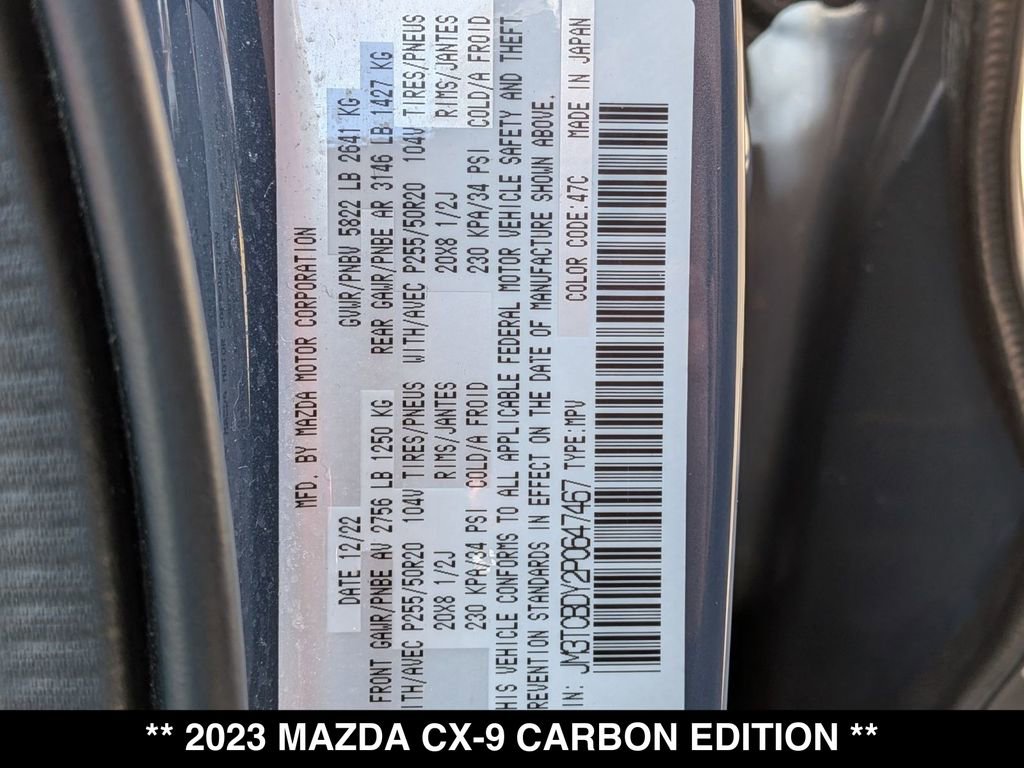 MFD. BY MAZDA MOTOR CORPORATION
DATE 12/22 GVWR/PNBV 5822 LB 2641 KG
FRONT GAWR/PNBE AV 2756 LB 1250 KG REAR GAWR/PNBE AR 3146 LB 1427 KG
ITH/AVEC P255/50R20 104V TIRES/PNEUS WITH/AVEC P255/50R20 104V TIRES/PNEUS
20X8 1/2J RIMS/JANTES 20X8 1/2J RIMS/JANTES
230 KPA/34 PSI COLD/A FROID 230 KPA/34 PSI COLD/A FROID
HIS VEHICLE CONFORMS TO ALL APPLICABLE FEDERAL MOTOR VEHICLE SAFETY AND THEFT
REVENTION STANDARDS IN EFFECT ON THE DATE OF MANUFACTURE SHOWN ABOVE.
IN: JM3TCBDY2P0647467 TYPE:MPV COLOR CODE:47C MADE IN JAPAN
** 2023 MAZDA CX-9 CARBON EDITION **